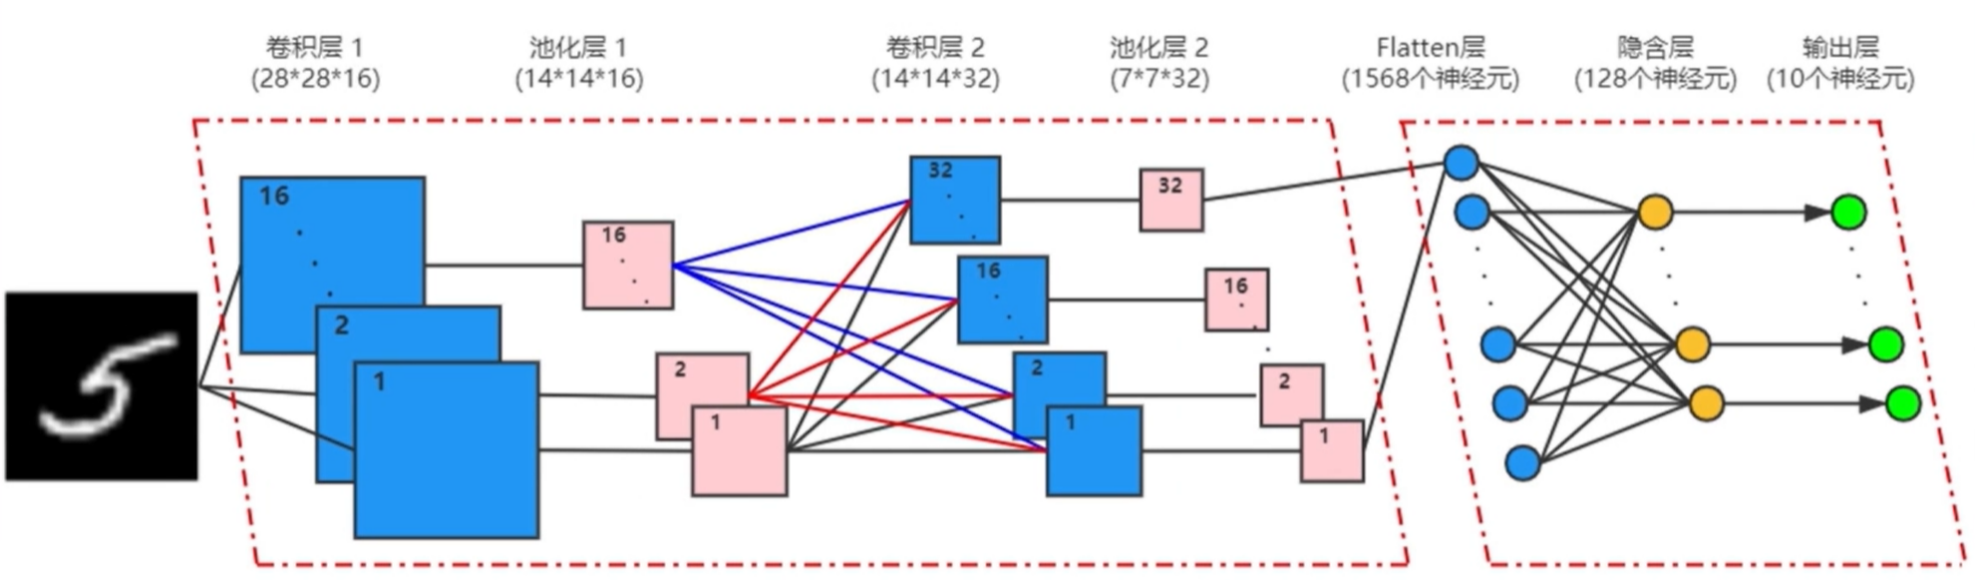 卷积层 1
(28*28*16)
池化层 1
(14*14*16)
卷积层 2
(14*14*32)
池化层 2
(7*7*32)
Flatten层
(1568个神经元)
隐含层
(128个神经元)
输出层
(10个神经元)
16
2
1
16
2
1
32
16
2
1
32
16
2
1
5